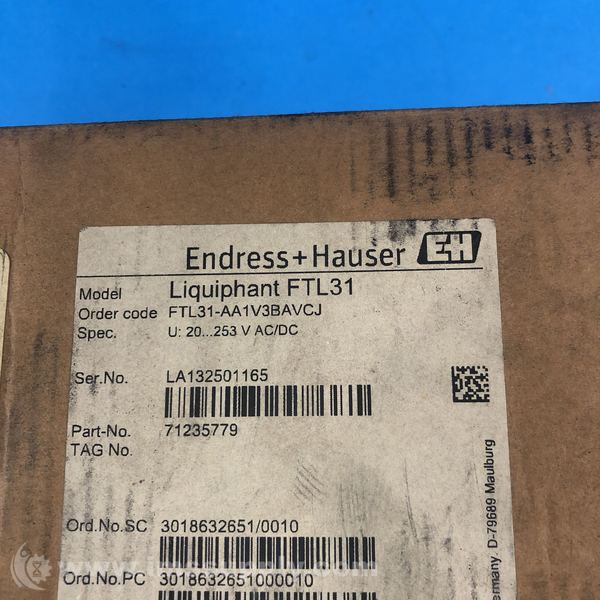 Endress+Hauser EH
Model Liquiphant FTL31
Order code FTL31-AA1V3BAVCJ
Spec. U: 20...253 V AC/DC
Ser.No. LA132501165
Part-No. 71235779
TAG No.
Ord.No.SC 3018632651/0010
Ord.No.PC 3018632651000010
D-79689 Maulburg